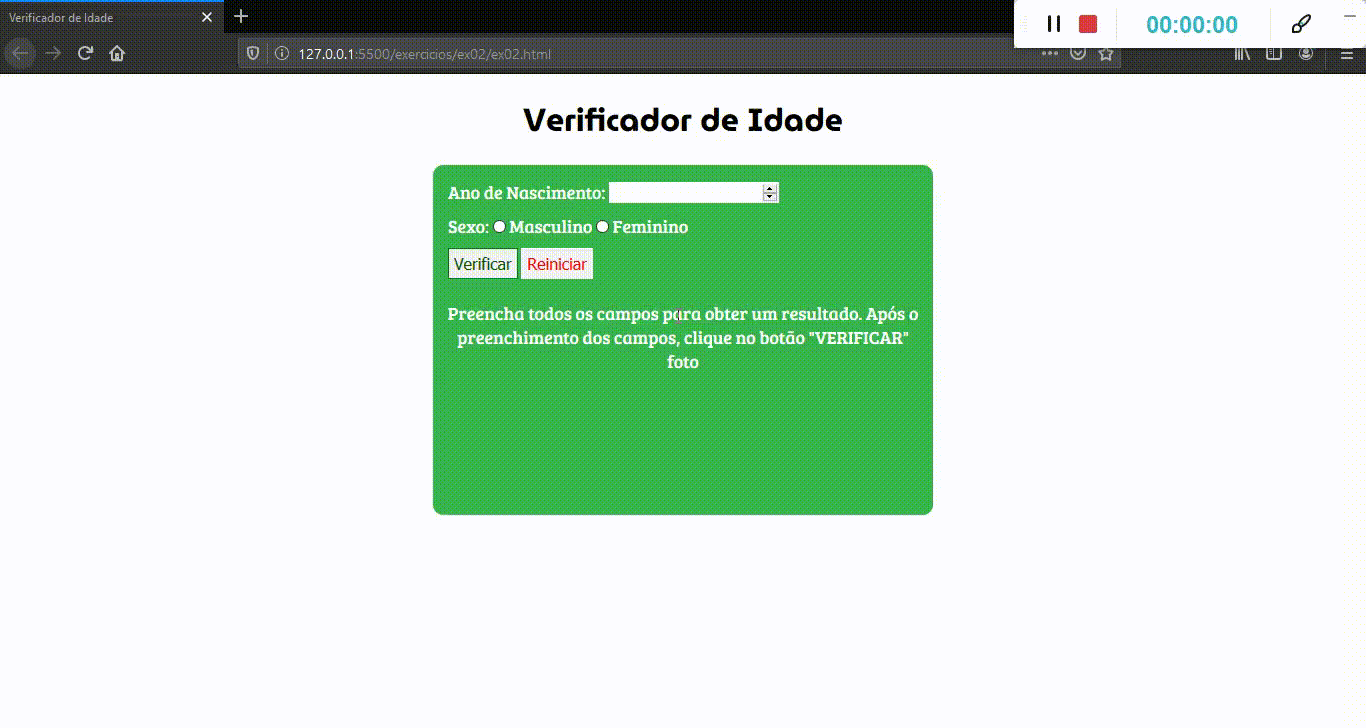 Verificador de Idade
00:00:00
127.0.0.1:5500/exercicios/ex02/ex02.html
Verificador de Idade
Ano de Nascimento:
Sexo: Masculino Feminino
Verificar Reiniciar
Preencha todos os campos para obter um resultado. Após o
preenchimento dos campos, clique no botão "VERIFICAR"
foto